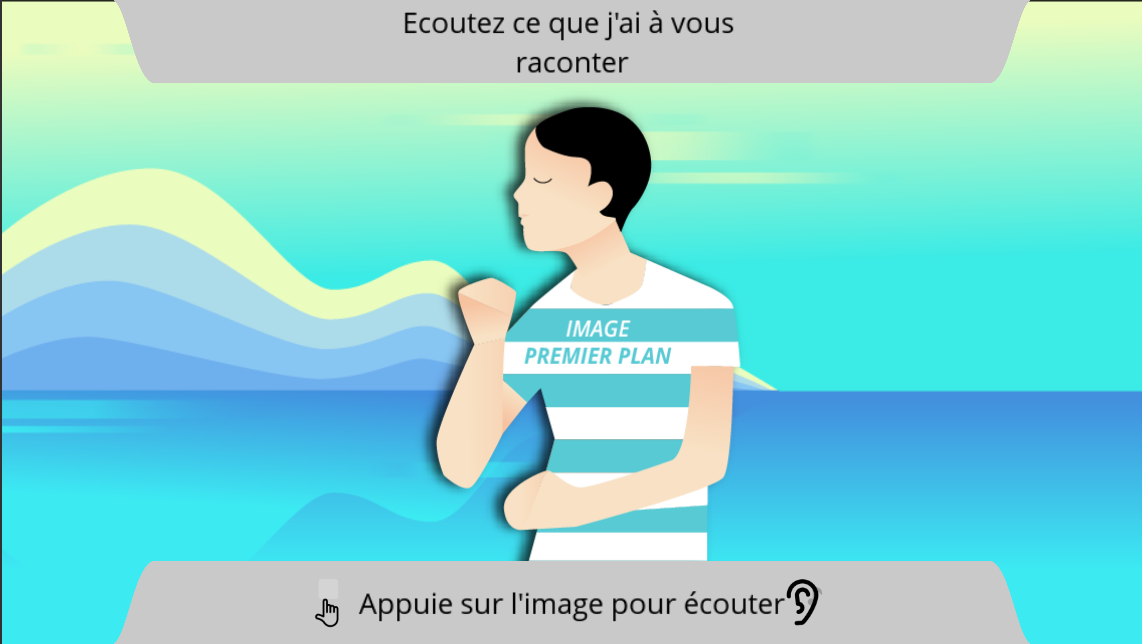 Ecoutez ce que j'ai à vous
raconter
IMAGE
PREMIER PLAN
Appuie sur l'image pour écouter